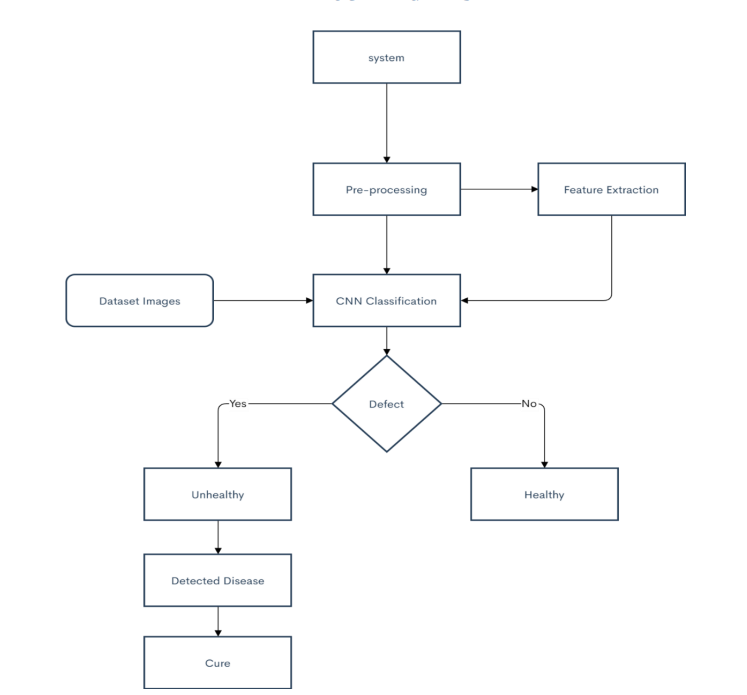 system
Pre-processing
Feature Extraction
Dataset Images
CNN Classification
Defect
Yes
No
Unhealthy
Healthy
Detected Disease
Cure